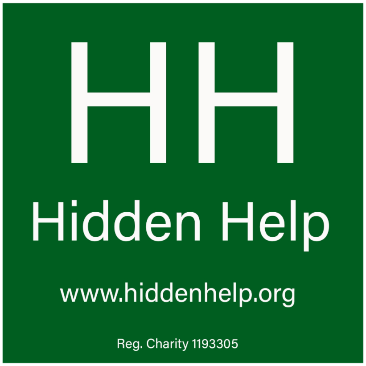 HH
Hidden Help
www.hiddenhelp.org
Reg. Charity 1193305